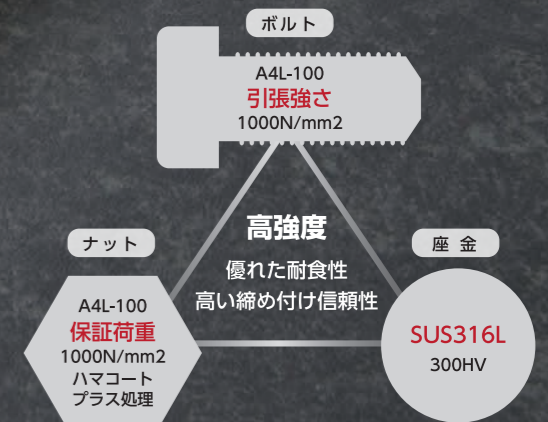 ボルト
A4L-100
引張強さ
1000N/mm2
高強度
優れた耐食性
高い締め付け信頼性
ナット
A4L-100
保証荷重
1000N/mm2
ハマコート
プラス処理
座金
SUS316L
300HV